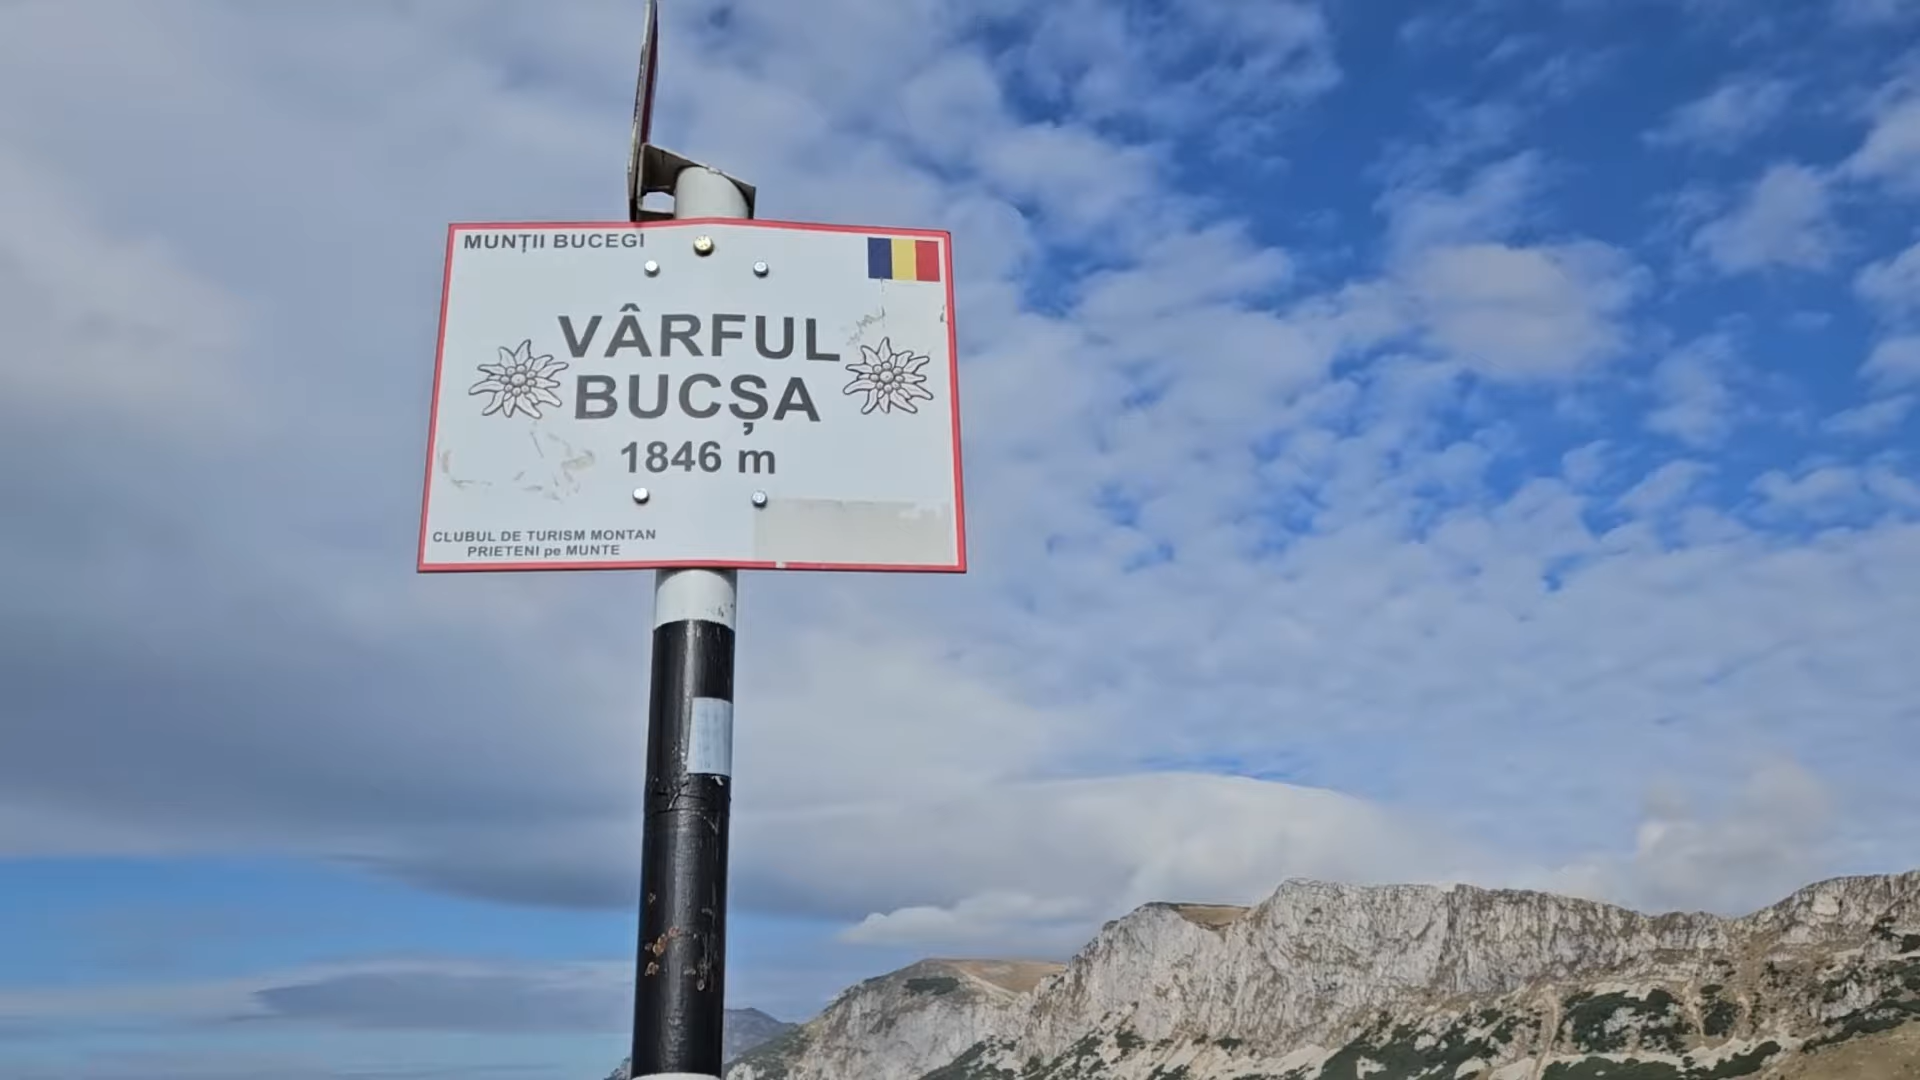 MUNȚII BUCEGI
VÂRFUL
BUCȘA
1846 m
CLUBUL DE TURISM MONTAN
PRIETENI pe MUNTE